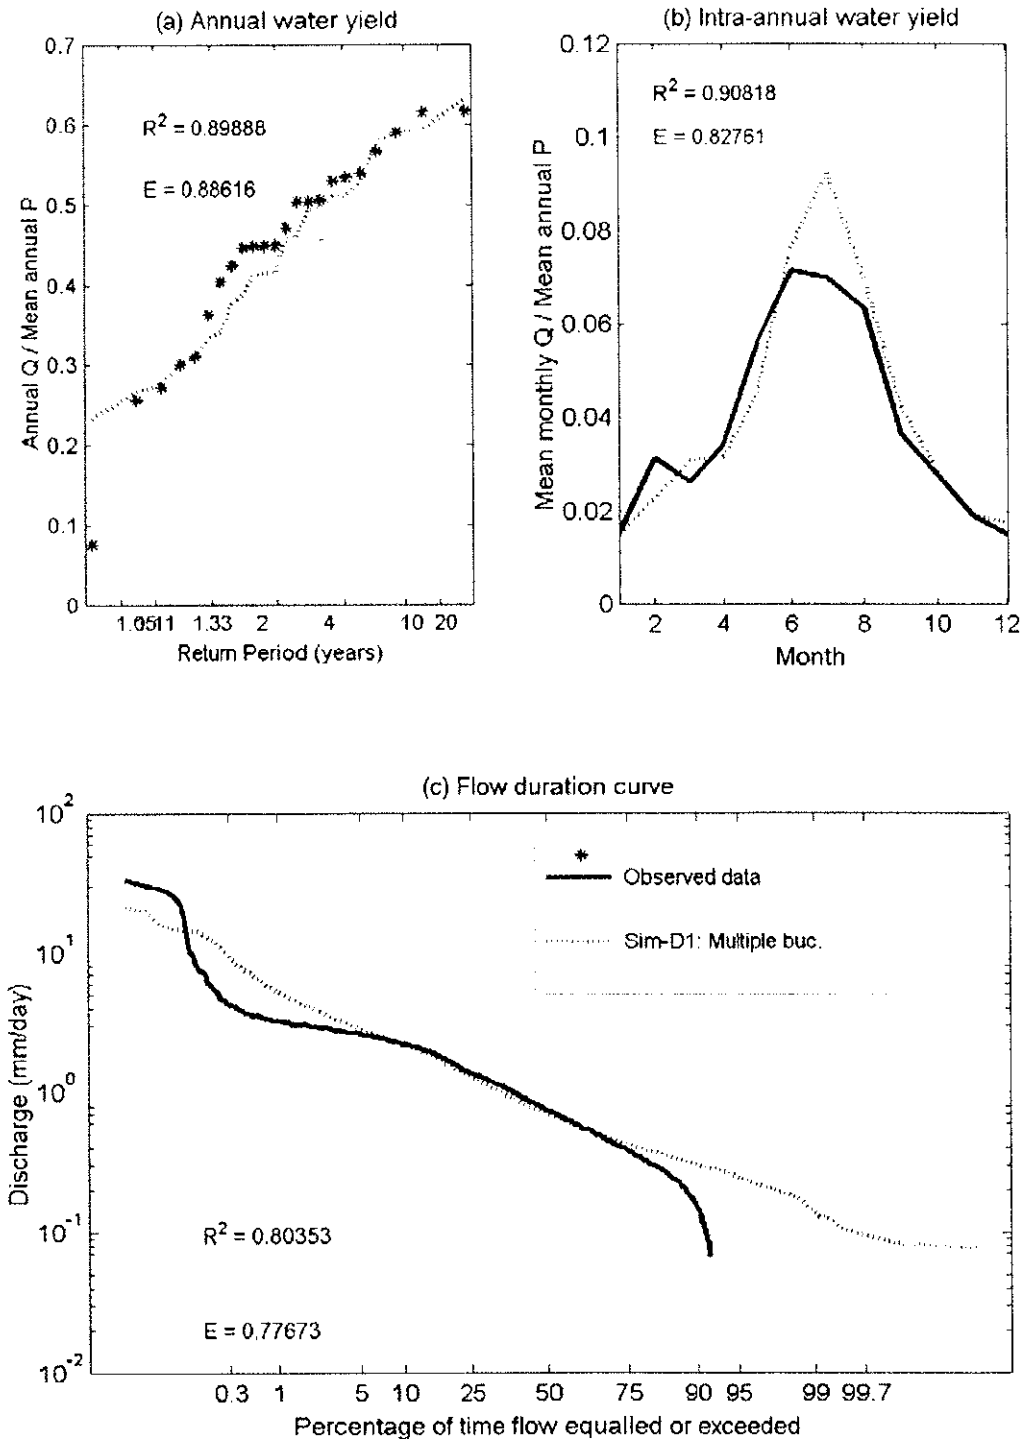 (a) Annual water yield
0.7
0.6
0.5
0.4
0.3
0.2
0.1
0
R² = 0.89888
E = 0.88616
Annual Q / Mean annual P
1.33 2 4 10 20
Return Period (years)
(b) Intra-annual water yield
0.12
0.1
0.08
0.06
0.04
0.02
0
R² = 0.90818
E = 0.82761
Mean monthly Q / Mean annual P
2 4 6 8 10 12
Month
(c) Flow duration curve
10²
10¹
10⁰
10⁻¹
10⁻²
Discharge (mm/day)
Observed data
Sim-D1: Multiple buc.
R² = 0.80353
E = 0.77673
0.3 1 5 10 25 50 75 90 95 99 99.7
Percentage of time flow equalled or exceeded